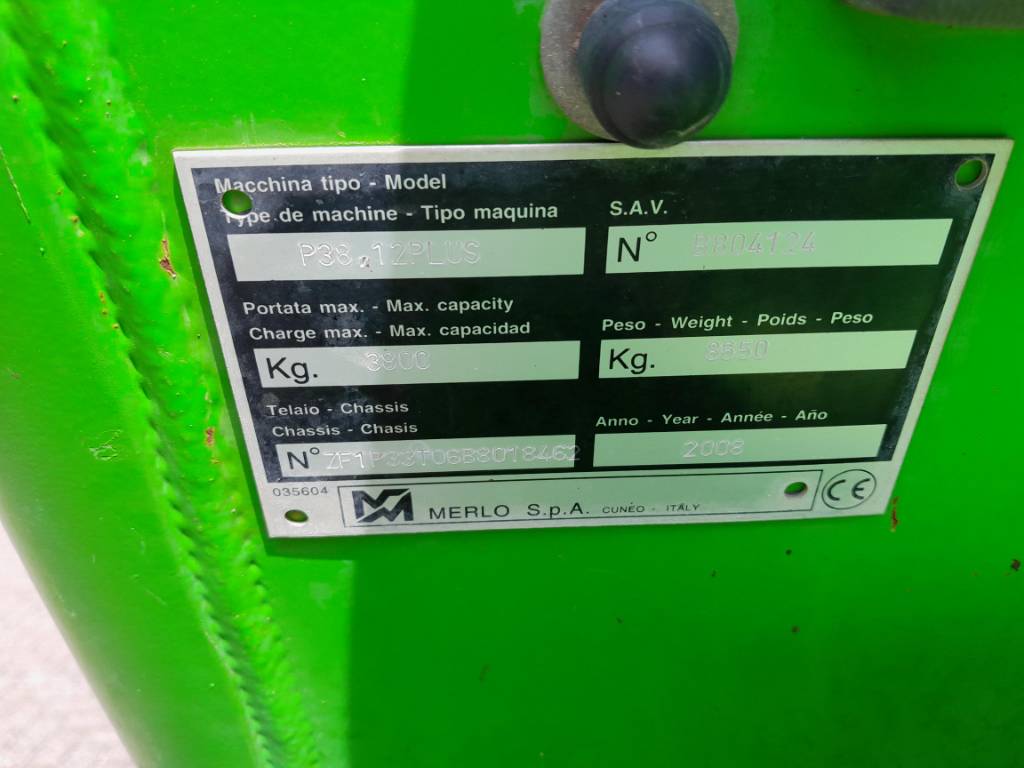 Macchina tipo - Model
Type de machine - Tipo maquina
P38.12PLUS
S.A.V.
N° B804124
Portata max. - Max. capacity
Charge max. - Max. capacidad
Kg. 3800
Peso - Weight - Poids - Peso
Kg. 8550
Telaio - Chassis
Chassis - Chasis
N° ZF1P33T06B8018462
Anno - Year - Année - Año
2008
035604
MERLO S.p.A. CUNEO - ITALY
CE